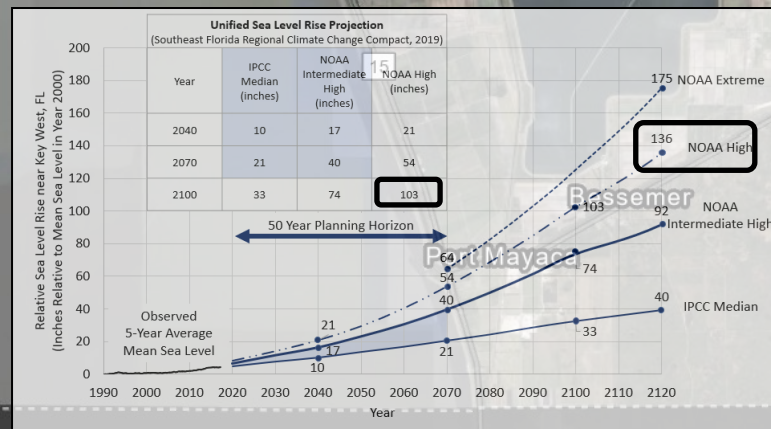 Unified Sea Level Rise Projection
(Southeast Florida Regional Climate Change Compact, 2019)
Year
IPCC
Median
(inches)
NOAA
Intermediate
High
(inches)
NOAA High
(inches)
2040 10 17 21
2070 21 40 54
2100 33 74 103
15
Relative Sea Level Rise near Key West, FL
(Inches Relative to Mean Sea Level in Year 2000)
200
180
160
140
120
100
80
60
40
20
0
175 NOAA Extreme
136
NOAA High
103
Bessemer
92
NOAA
Intermediate High
50 Year Planning Horizon
Port Mayaca
64
54
74
40
40
IPCC Median
33
Observed
5-Year Average
Mean Sea Level
21
17
10
21
1990 2000 2010 2020 2030 2040 2050 2060 2070 2080 2090 2100 2110 2120
Year